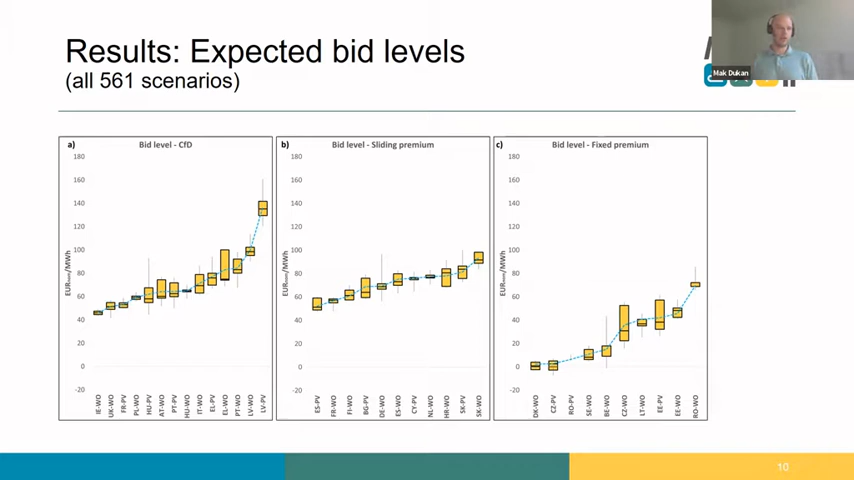 Results: Expected bid levels
(all 561 scenarios)
Mak Dukan
a)
Bid level - CfD
180
160
140
120
100
80
60
40
20
0
-20
IE-WO
UK-WO
FR-PV
PL-WO
HU-PV
AT-WO
PT-PV
HU-WO
IT-WO
EL-PV
EL-WO
PT-WO
LV-WO
LV-PV
b)
Bid level - Sliding premium
180
160
140
120
100
80
60
40
20
0
-20
ES-PV
FR-WO
FI-WO
BG-PV
DE-WO
ES-WO
CY-PV
NL-WO
HR-WO
SK-PV
SK-WO
c)
Bid level - Fixed premium
180
160
140
120
100
80
60
40
20
0
-20
DK-WO
CZ-PV
RO-PV
SE-WO
BE-WO
CZ-WO
LT-WO
EE-PV
EE-WO
RO-WO
10